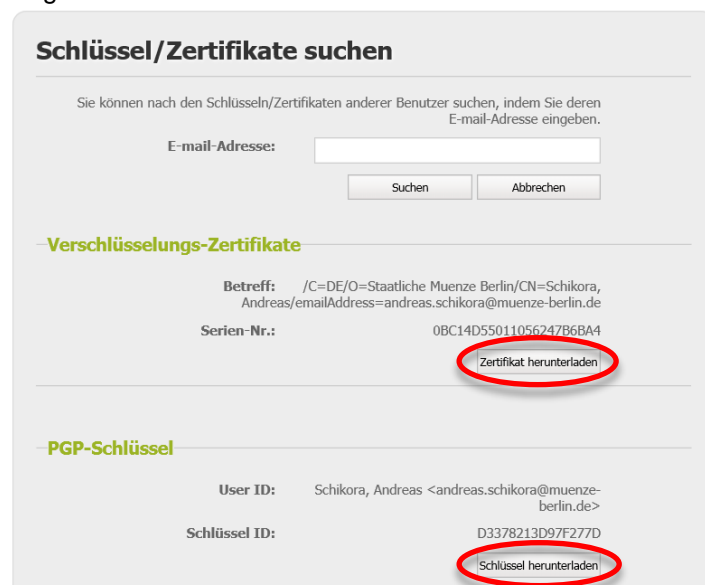 Schlüssel/Zertifikate suchen
Sie können nach den Schlüsseln/Zertifikaten anderer Benutzer suchen, indem Sie deren
E-mail-Adresse eingeben.
E-mail-Adresse:
Suchen Abbrechen
Verschlüsselungs-Zertifikate
Betreff: /C=DE/O=Staatliche Muenze Berlin/CN=Schikora,
Andreas/emailAddress=andreas.schikora@muenze-berlin.de
Serien-Nr.: 0BC14D55011056247B6BA4
Zertifikat herunterladen
PGP-Schlüssel
User ID: Schikora, Andreas <andreas.schikora@muenze-
berlin.de>
Schlüssel ID: D3378213D97F277D
Schlüssel herunterladen